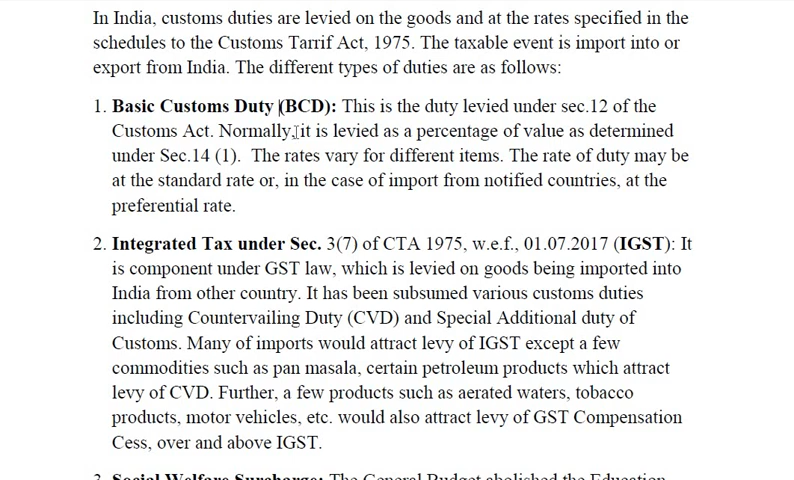 In India, customs duties are levied on the goods and at the rates specified in the
schedules to the Customs Tarrif Act, 1975. The taxable event is import into or
export from India. The different types of duties are as follows:
1. Basic Customs Duty (BCD): This is the duty levied under sec.12 of the
Customs Act. Normally, it is levied as a percentage of value as determined
under Sec.14 (1).  The rates vary for different items. The rate of duty may be
at the standard rate or, in the case of import from notified countries, at the
preferential rate.
2. Integrated Tax under Sec. 3(7) of CTA 1975, w.e.f., 01.07.2017 (IGST): It
is component under GST law, which is levied on goods being imported into
India from other country. It has been subsumed various customs duties
including Countervailing Duty (CVD) and Special Additional duty of
Customs. Many of imports would attract levy of IGST except a few
commodities such as pan masala, certain petroleum products which attract
levy of CVD. Further, a few products such as aerated waters, tobacco
products, motor vehicles, etc. would also attract levy of GST Compensation
Cess, over and above IGST.
3. Social Welfare Surcharge: The General Budget abolished the Education